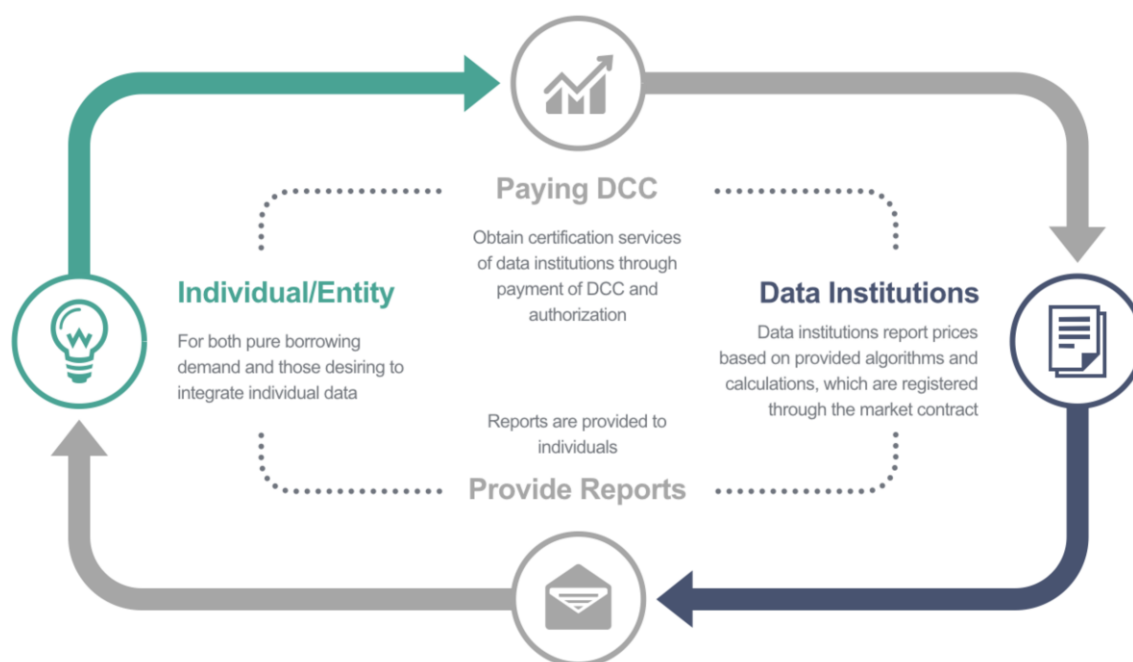 Paying DCC
Obtain certification services
of data institutions through
payment of DCC and
authorization
Individual/Entity
For both pure borrowing
demand and those desiring to
integrate individual data
Data Institutions
Data institutions report prices
based on provided algorithms and
calculations, which are registered
through the market contract
Reports are provided to
individuals
Provide Reports